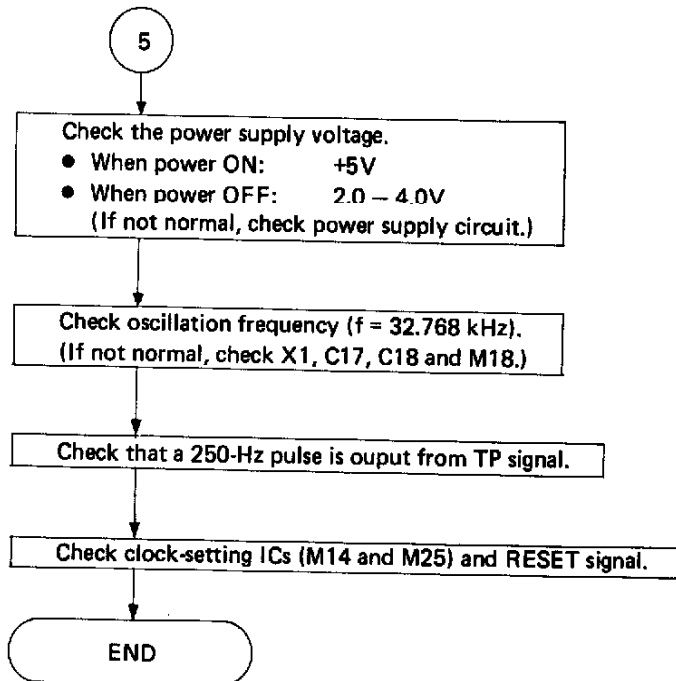 5
Check the power supply voltage.
● When power ON: +5V
● When power OFF: 2.0 – 4.0V
(If not normal, check power supply circuit.)
Check oscillation frequency (f = 32.768 kHz).
(If not normal, check X1, C17, C18 and M18.)
Check that a 250-Hz pulse is ouput from TP signal.
Check clock-setting ICs (M14 and M25) and RESET signal.
END